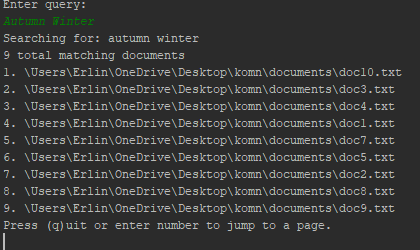 Enter query:
Autumn Winter
Searching for: autumn winter
9 total matching documents
1. \Users\Erlin\OneDrive\Desktop\komn\documents\doc10.txt
2. \Users\Erlin\OneDrive\Desktop\komn\documents\doc3.txt
3. \Users\Erlin\OneDrive\Desktop\komn\documents\doc4.txt
4. \Users\Erlin\OneDrive\Desktop\komn\documents\doc1.txt
5. \Users\Erlin\OneDrive\Desktop\komn\documents\doc7.txt
6. \Users\Erlin\OneDrive\Desktop\komn\documents\doc5.txt
7. \Users\Erlin\OneDrive\Desktop\komn\documents\doc2.txt
8. \Users\Erlin\OneDrive\Desktop\komn\documents\doc8.txt
9. \Users\Erlin\OneDrive\Desktop\komn\documents\doc9.txt
Press (q)uit or enter number to jump to a page.